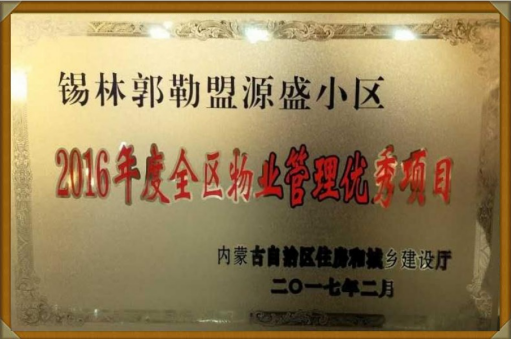 锡林郭勒盟源盛小区
2016年度全区物业管理优秀项目
内蒙古自治区住房和城乡建设厅
二〇一七年二月